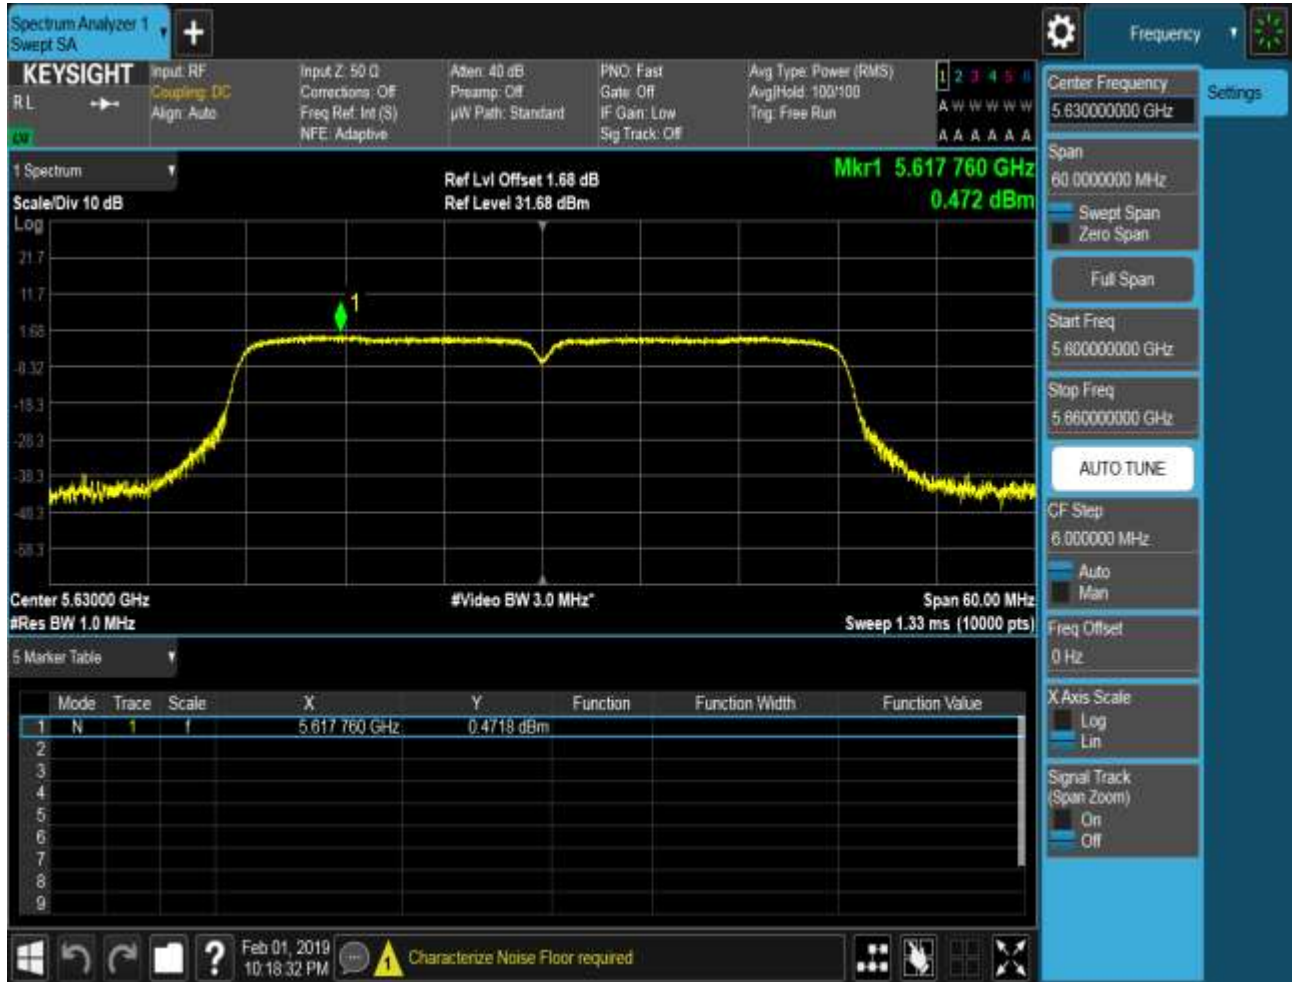 Spectrum Analyzer 1
Swept SA
+
Frequency
KEYSIGHT
R L
Input: RF
Coupling: DC
Align: Auto
Input Z: 50 Ω
Corrections: Off
Freq Ref: Int (S)
NFE: Adaptive
Atten: 40 dB
Preamp: Off
µW Path: Standard
PNO: Fast
Gate: Off
IF Gain: Low
Sig Track: Off
Avg Type: Power (RMS)
Avg|Hold: 100/100
Trig: Free Run
1 2 3 4 5 6
A W W W W W
A A A A A A
1 Spectrum
Scale/Div 10 dB
Ref Lvl Offset 1.68 dB
Ref Level 31.68 dBm
Mkr1 5.617 760 GHz
0.472 dBm
Log
21.7
11.7
1.68
-8.32
-18.3
-28.3
-38.3
-48.3
-58.3
1
Center 5.63000 GHz
#Res BW 1.0 MHz
#Video BW 3.0 MHz*
Span 60.00 MHz
Sweep 1.33 ms (10000 pts)
5 Marker Table
Mode Trace Scale X Y Function Function Width Function Value
1 N 1 f 5.617 760 GHz 0.4718 dBm
2
3
4
5
6
7
8
9
Feb 01, 2019
10:18:32 PM
?
1
Characterize Noise Floor required
Settings
Center Frequency
5.630000000 GHz
Span
60.0000000 MHz
Swept Span
Zero Span
Full Span
Start Freq
5.600000000 GHz
Stop Freq
5.660000000 GHz
AUTO TUNE
CF Step
6.000000 MHz
Auto
Man
Freq Offset
0 Hz
X Axis Scale
Log
Lin
Signal Track
(Span Zoom)
On
Off